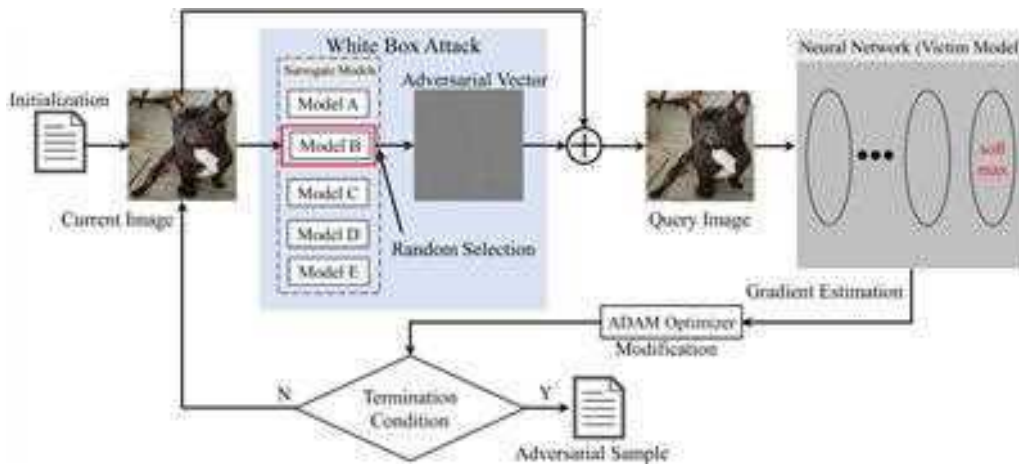 White Box Attack
Neural Network (Victim Model)
Surrogate Models
Adversarial Vector
Initialization
Model A
Model B
soft
max
Model C
Current Image
Query Image
Model D
Random Selection
Model E
Gradient Estimation
ADAM Optimizer
Modification
N
Termination
Condition
Y
Adversarial Sample